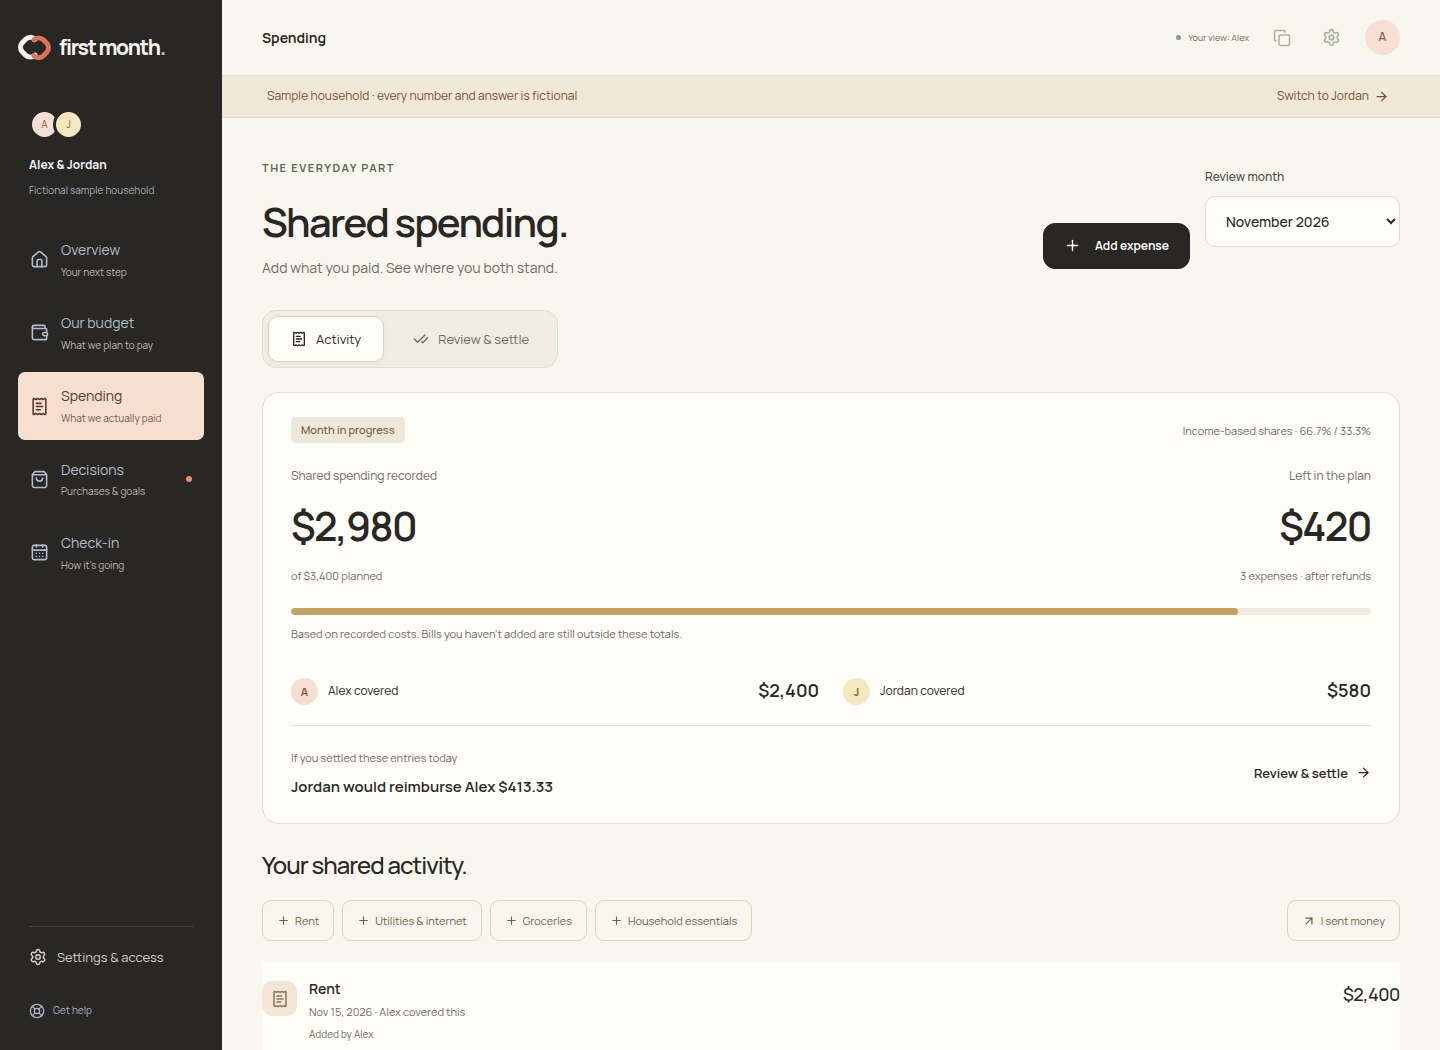 first month.
A J
Alex & Jordan
Fictional sample household
Overview
Your next step
Our budget
What we plan to pay
Spending
What we actually paid
Decisions
Purchases & goals
Check-in
How it's going
Settings & access
Get help
Spending
Your view: Alex
A
Sample household · every number and answer is fictional
Switch to Jordan
THE EVERYDAY PART
Shared spending.
Add what you paid. See where you both stand.
Add expense
Review month
November 2026
Activity
Review & settle
Month in progress
Income-based shares · 66.7% / 33.3%
Shared spending recorded
Left in the plan
$2,980
$420
of $3,400 planned
3 expenses · after refunds
Based on recorded costs. Bills you haven't added are still outside these totals.
A Alex covered $2,400
J Jordan covered $580
If you settled these entries today
Jordan would reimburse Alex $413.33
Review & settle
Your shared activity.
Rent
Utilities & internet
Groceries
Household essentials
I sent money
Rent
$2,400
Nov 15, 2026 · Alex covered this
Added by Alex